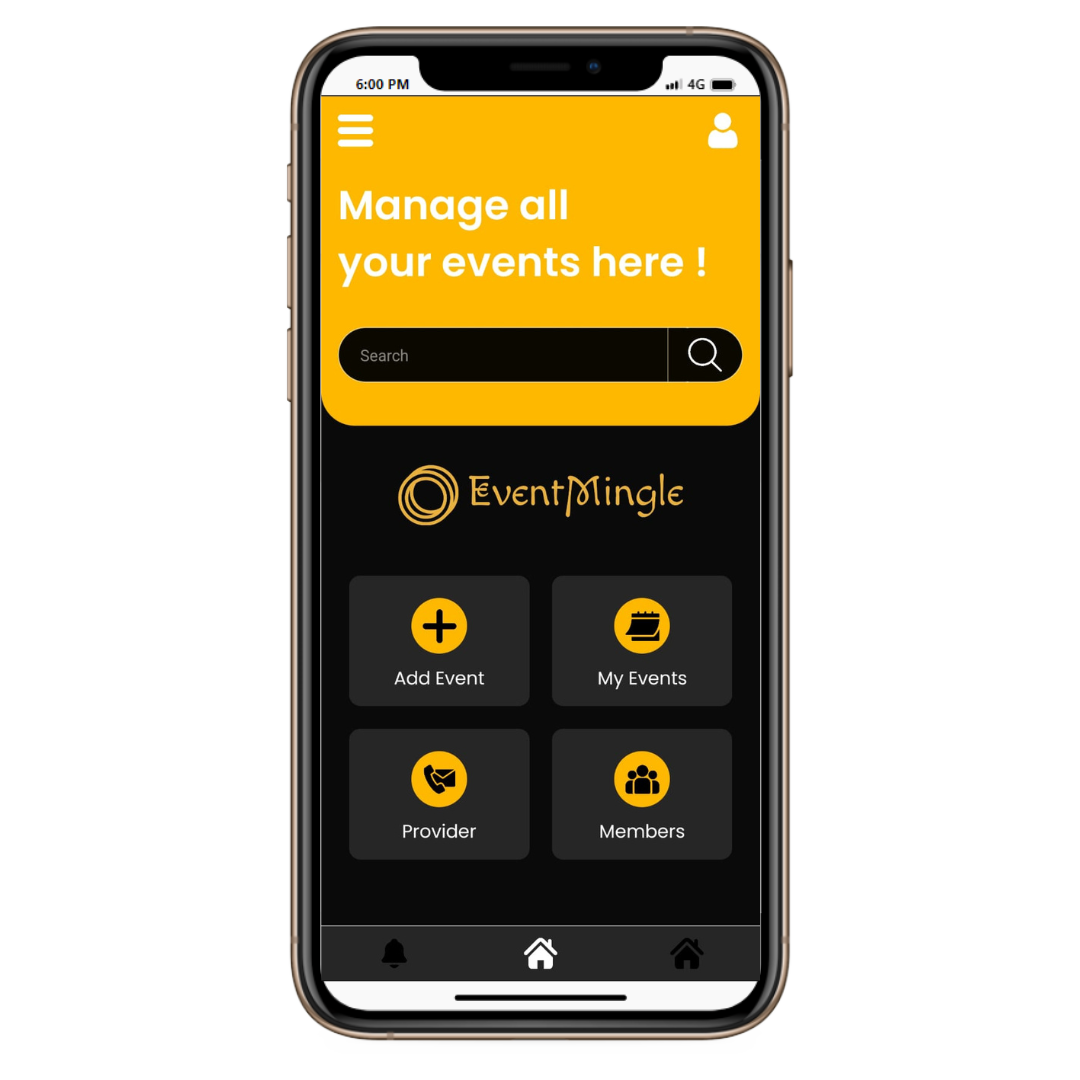 6:00 PM 4G
Manage all
your events here !
Search
EventMingle
Add Event
My Events
Provider
Members